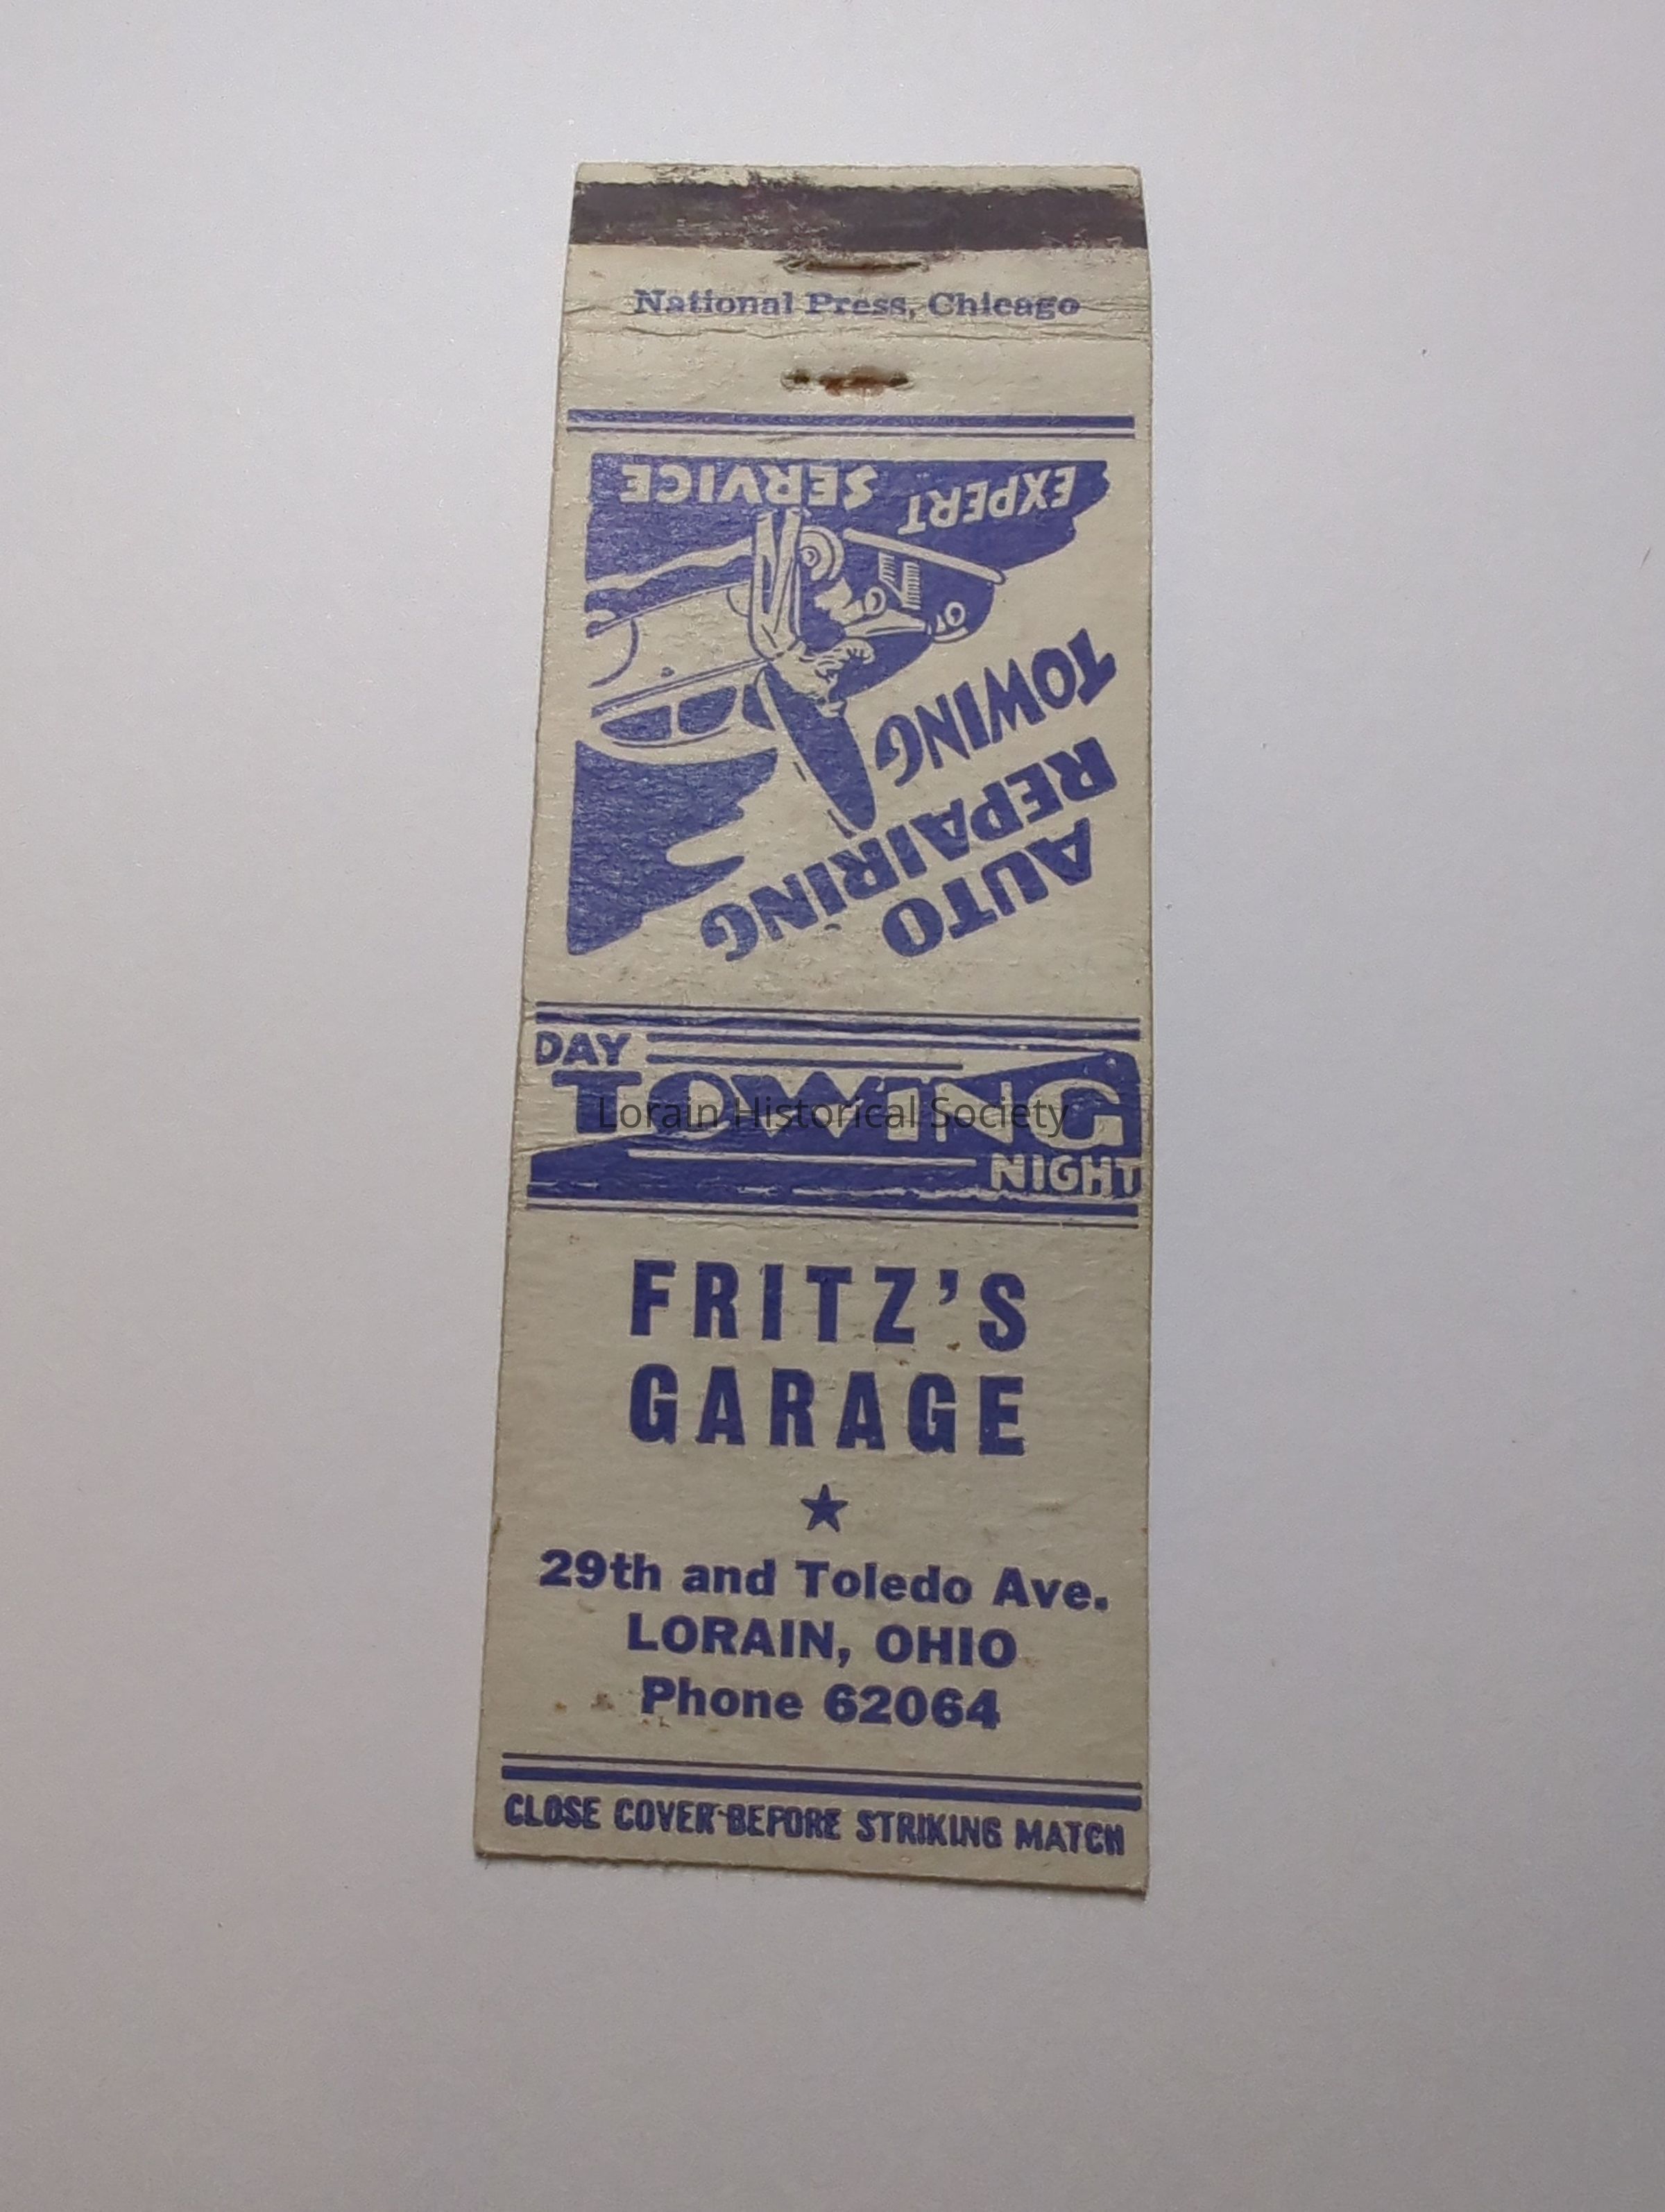 National Press, Chicago
AUTO
REPAIRING
TOWING
EXPERT
SERVICE
DAY
TOWING
NIGHT
Lorain Historical Society
FRITZ'S
GARAGE
29th and Toledo Ave.
LORAIN, OHIO
Phone 62064
CLOSE COVER BEFORE STRIKING MATCH